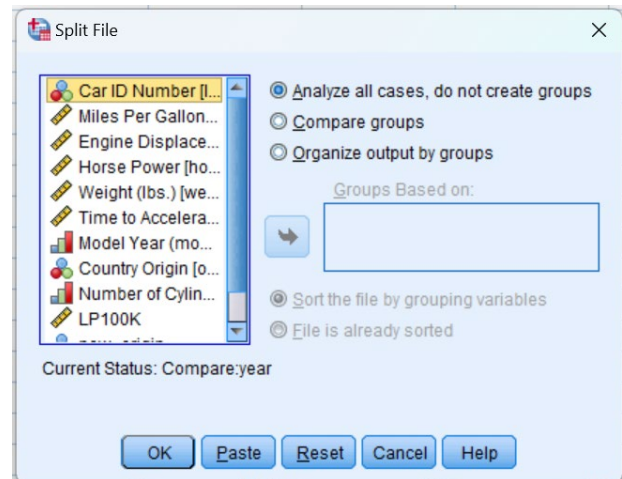 Split File
Car ID Number [I...
Miles Per Gallon...
Engine Displace...
Horse Power [ho...
Weight (lbs.) [we...
Time to Accelera...
Model Year (mo...
Country Origin [o...
Number of Cylin...
LP100K
Analyze all cases, do not create groups
Compare groups
Organize output by groups
Groups Based on:
Sort the file by grouping variables
File is already sorted
Current Status: Compare:year
OK
Paste
Reset
Cancel
Help